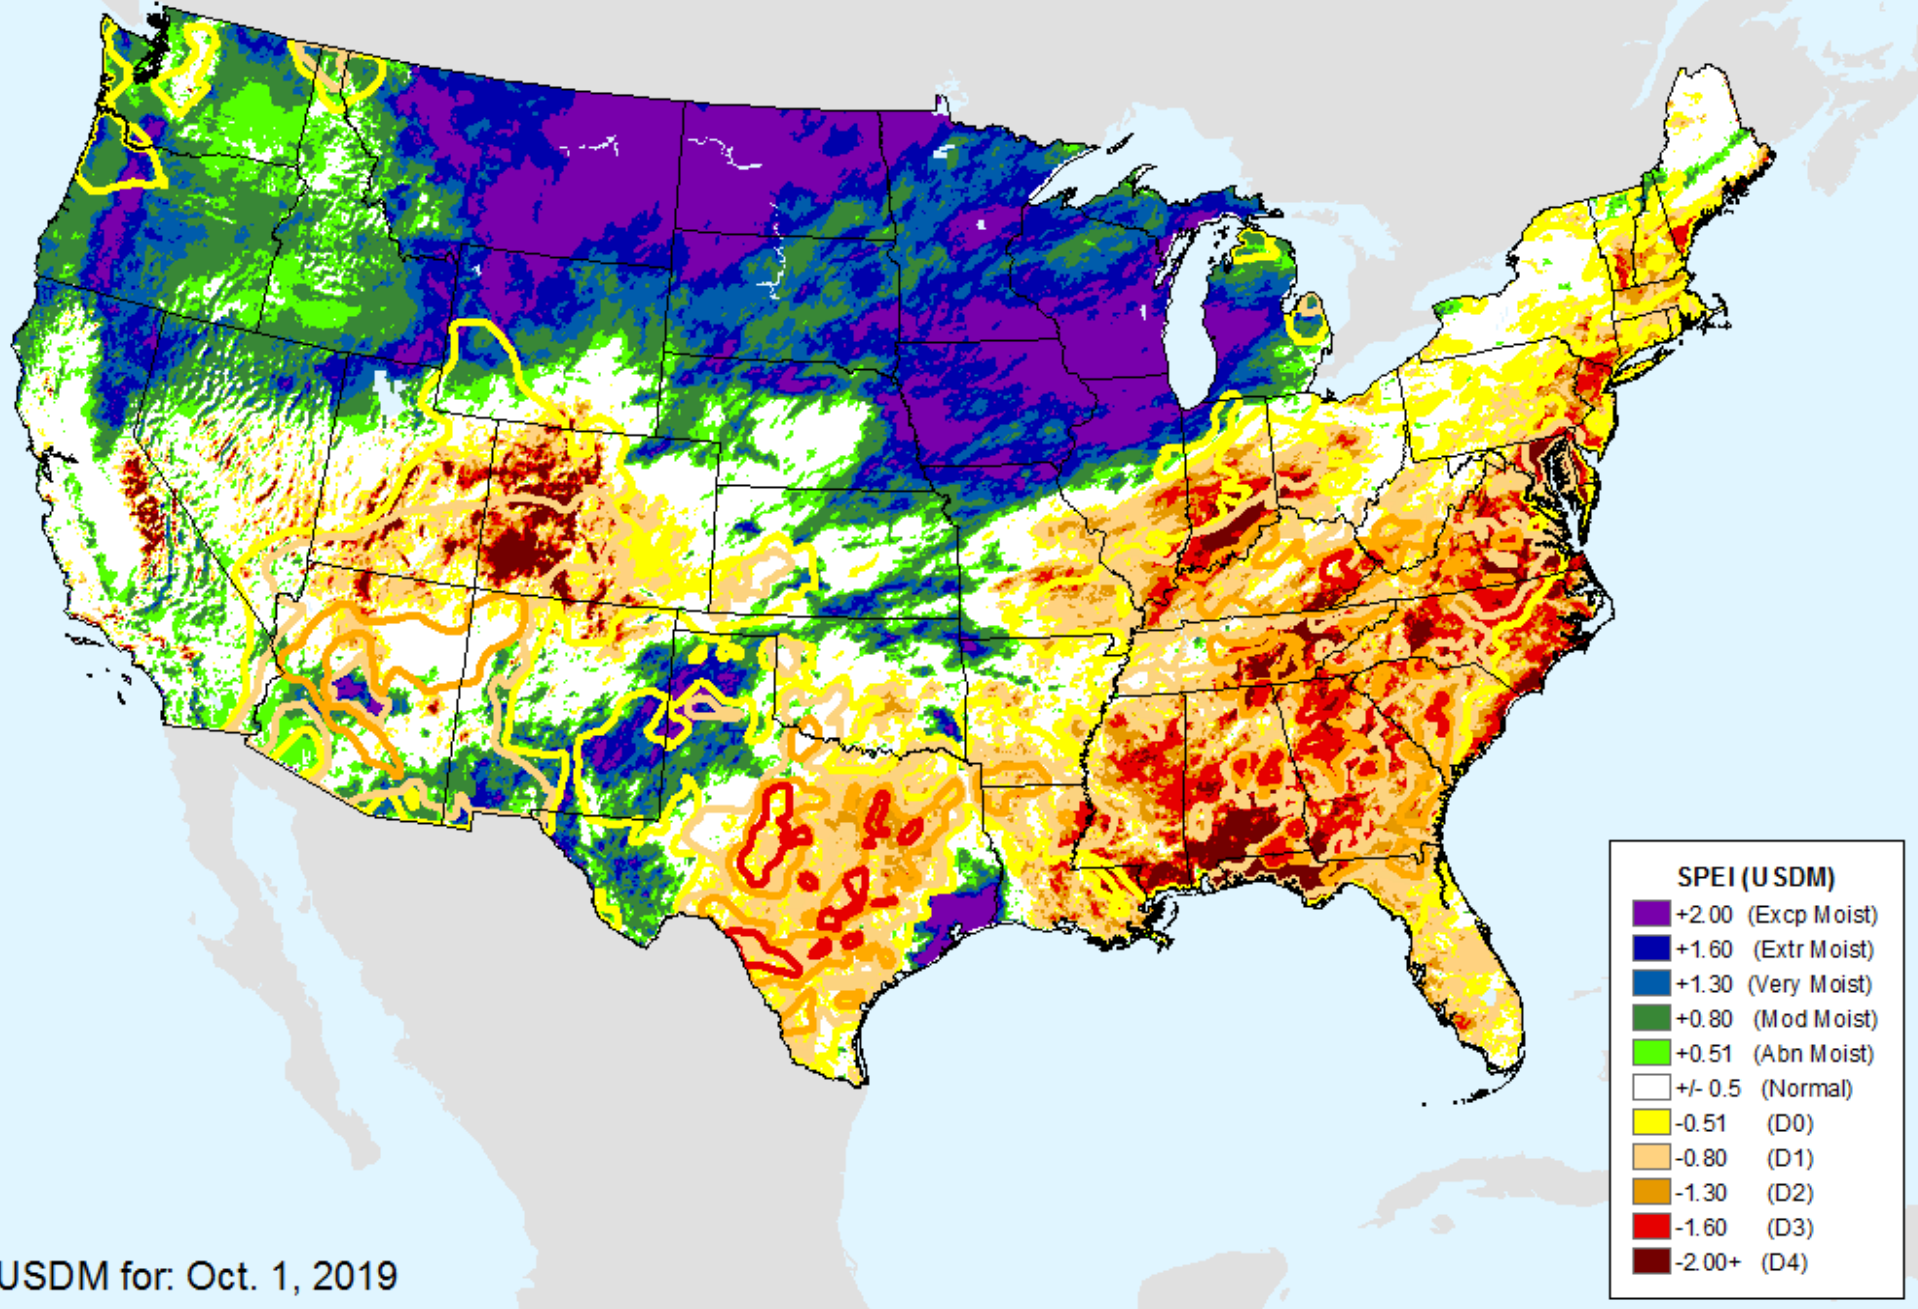 SPEI (USDM)
+2.00 (Excp Moist)
+1.60 (Extr Moist)
+1.30 (Very Moist)
+0.80 (Mod Moist)
+0.51 (Abn Moist)
+/- 0.5 (Normal)
-0.51 (D0)
-0.80 (D1)
-1.30 (D2)
-1.60 (D3)
-2.00+ (D4)
USDM for: Oct. 1, 2019